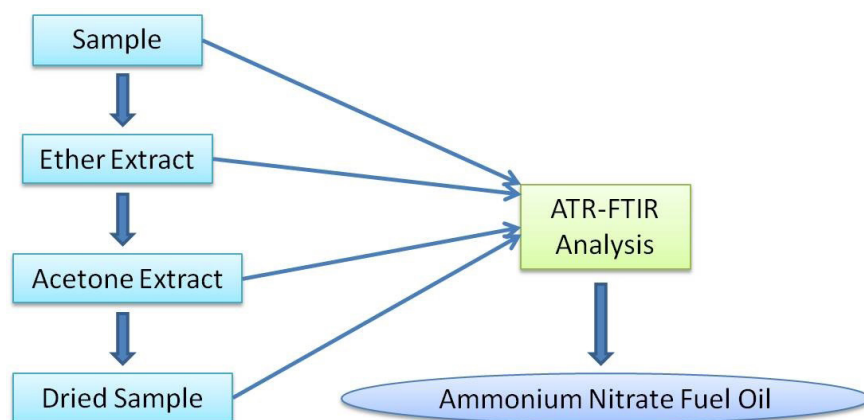 Sample
Ether Extract
Acetone Extract
Dried Sample
ATR-FTIR
Analysis
Ammonium Nitrate Fuel Oil